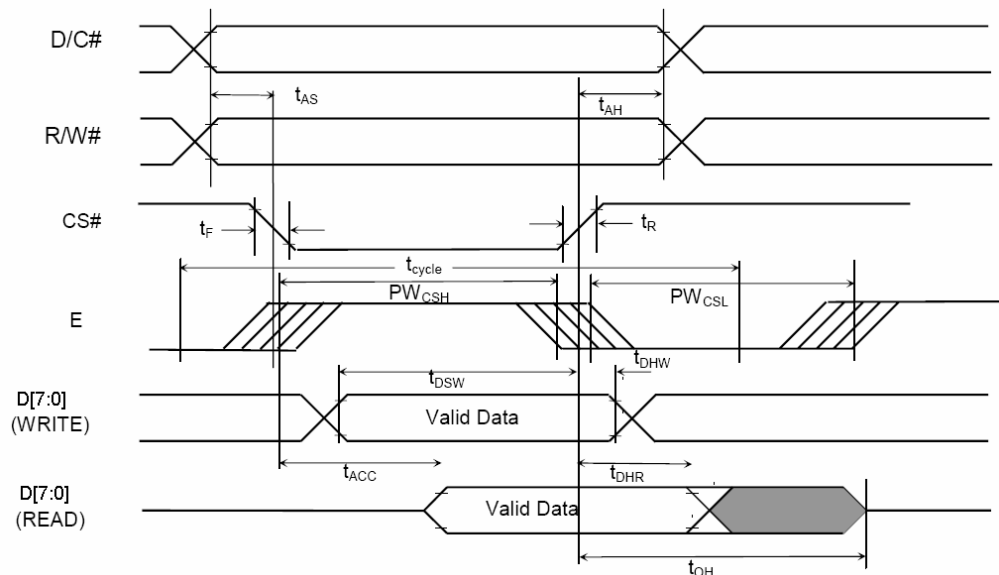 D/C#
tAS
tAH
R/W#
CS#
tF
tR
tcycle
PWCSH
PWCSL
E
tDHW
tDSW
D[7:0]
(WRITE)
Valid Data
tACC
tDHR
D[7:0]
(READ)
Valid Data
tOH